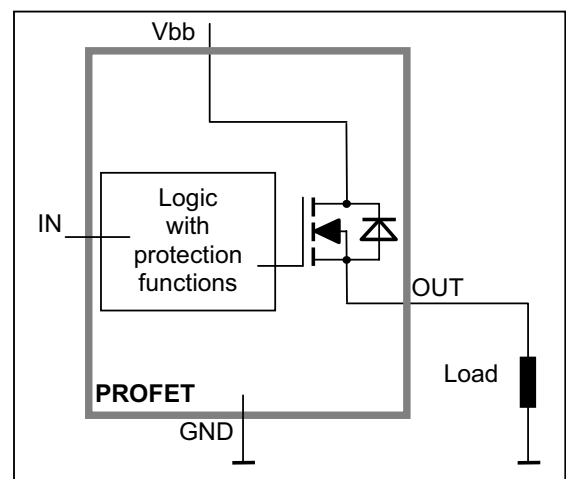 Vbb
Logic
with
protection
functions
IN
OUT
Load
PROFET
GND